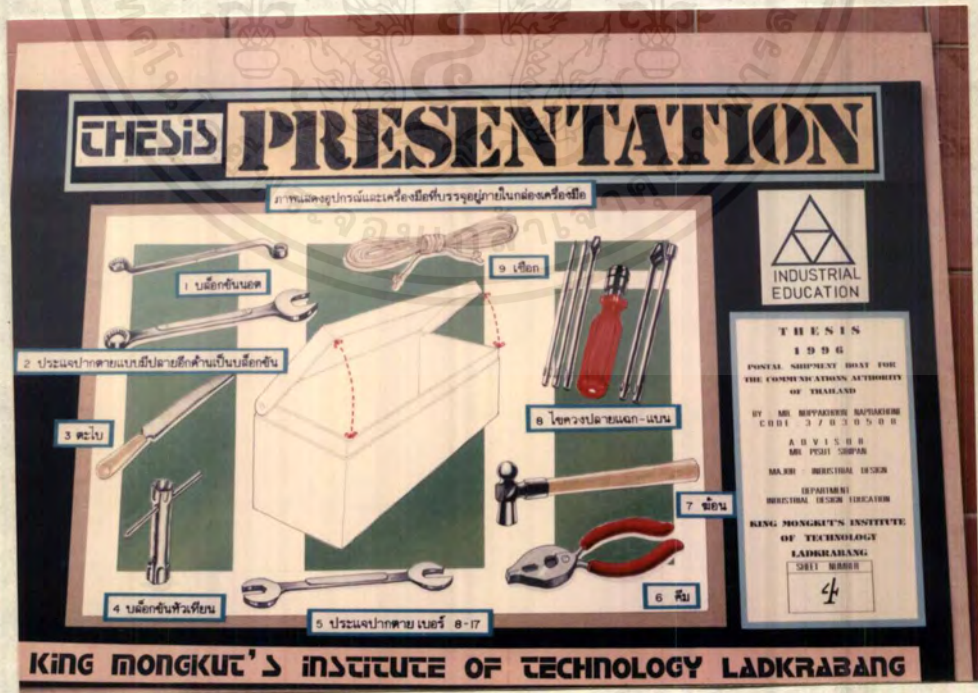 THESIS PRESENTATION
ภาพแสดงอุปกรณ์และเครื่องมือที่บรรจุอยู่ภายในกล่องเครื่องมือ
1 บล็อกขันนอต
2 ประแจปากตายแบบมีปลายอีกด้านเป็นบล็อกขัน
3 ตะไบ
4 บล็อกขันหัวเทียน
5 ประแจปากตาย เบอร์ 8-17
6 คีม
7 ฆ้อน
8 ไขควงปลายแฉก-แบน
9 เชือก
INDUSTRIAL
EDUCATION
THESIS
1996
POSTAL SHIPMENT BOAT FOR
THE COMMUNICATIONS AUTHORITY
OF THAILAND
BY MR.
CODE 37030500
ADVISOR
MR PISUT
MAJOR INDUSTRIAL DESIGN
DEPARTMENT
INDUSTRIAL DESIGN EDUCATION
KING MONGKUT'S INSTITUTE
OF TECHNOLOGY
LADKRABANG
SHEET NUMBER
4
KING MONGKUT'S INSTITUTE OF TECHNOLOGY LADKRABANG